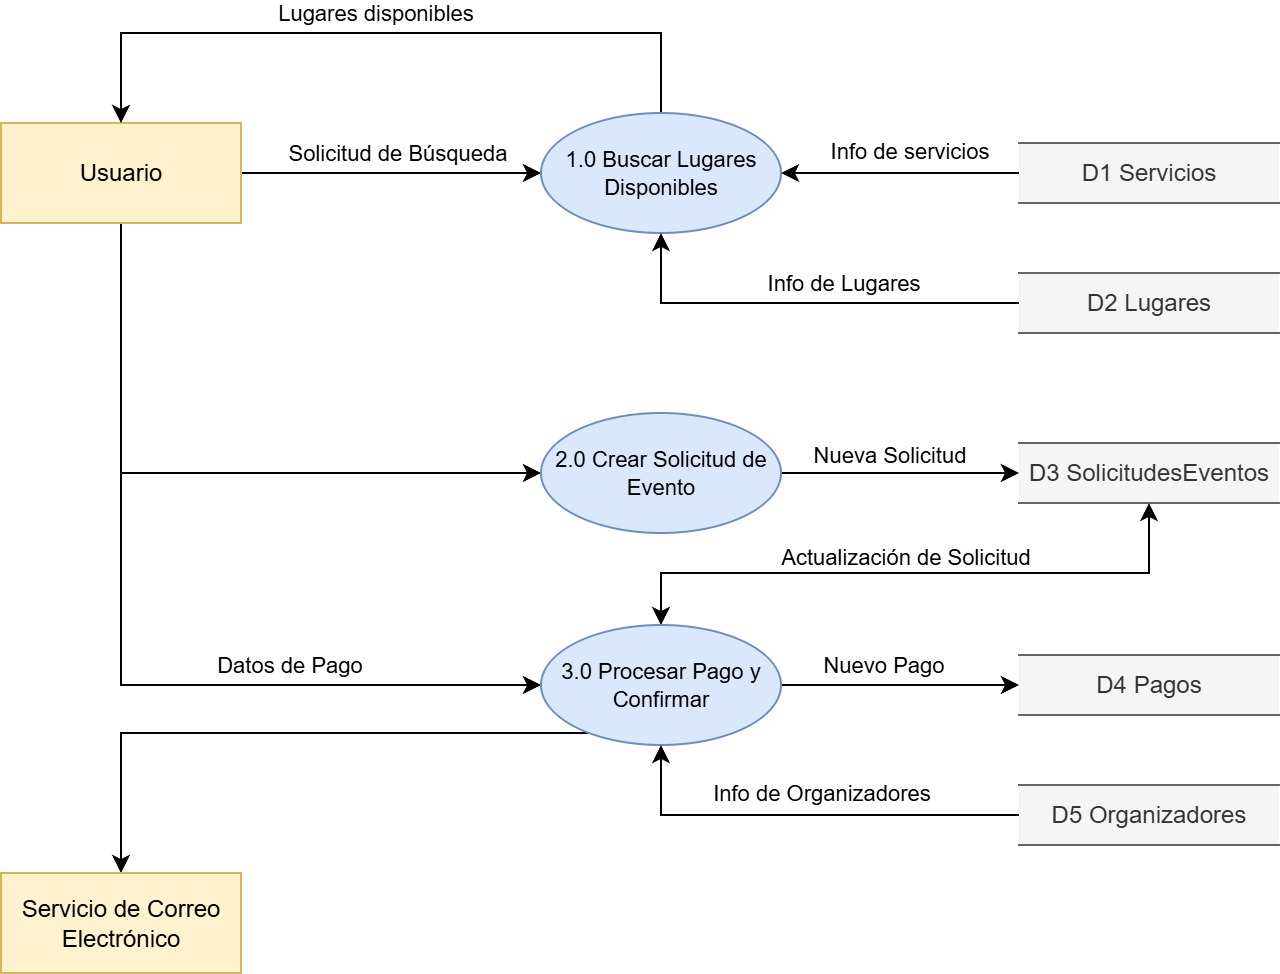 Lugares disponibles
Usuario
Solicitud de Búsqueda
1.0 Buscar Lugares
Disponibles
Info de servicios
D1 Servicios
Info de Lugares
D2 Lugares
2.0 Crear Solicitud de
Evento
Nueva Solicitud
D3 SolicitudesEventos
Actualización de Solicitud
Datos de Pago
3.0 Procesar Pago y
Confirmar
Nuevo Pago
D4 Pagos
Info de Organizadores
D5 Organizadores
Servicio de Correo
Electrónico